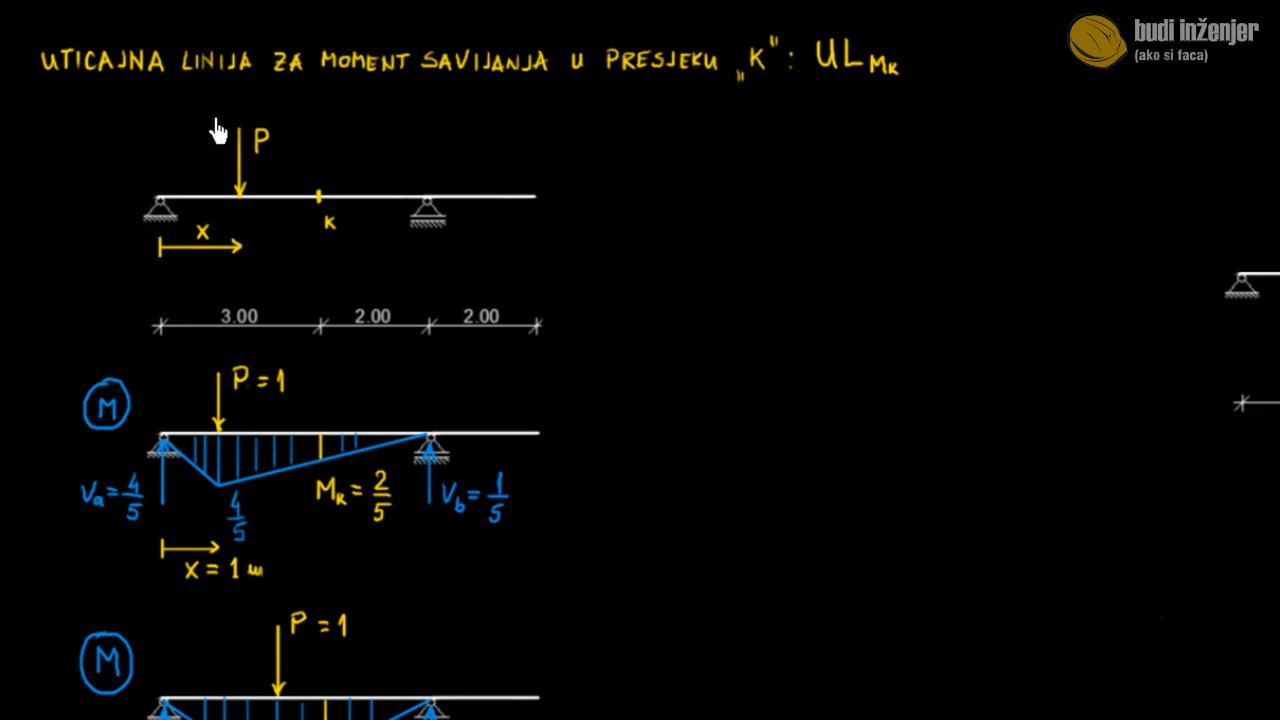 UTICAJNA LINIJA ZA MOMENT SAVIJANJA U PRESJEKU „K": UL_MK
budi inženjer
(ako si faca)
P
K
x
3.00 2.00 2.00
P = 1
M
Va = 4/5
4/5
MK = 2/5
Vb = 1/5
x = 1 m
P = 1
M